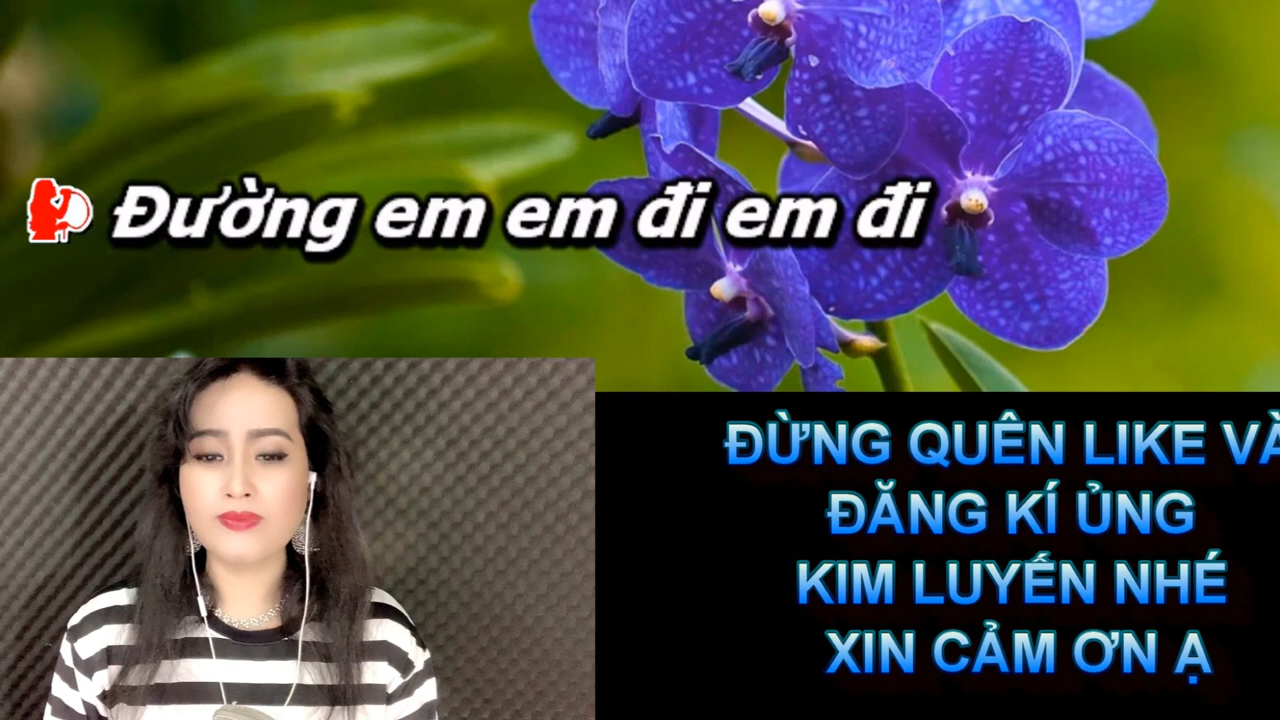 Đường em em đi em đi
ĐỪNG QUÊN LIKE VÀ
ĐĂNG KÍ ỦNG
KIM LUYẾN NHÉ
XIN CẢM ƠN Ạ